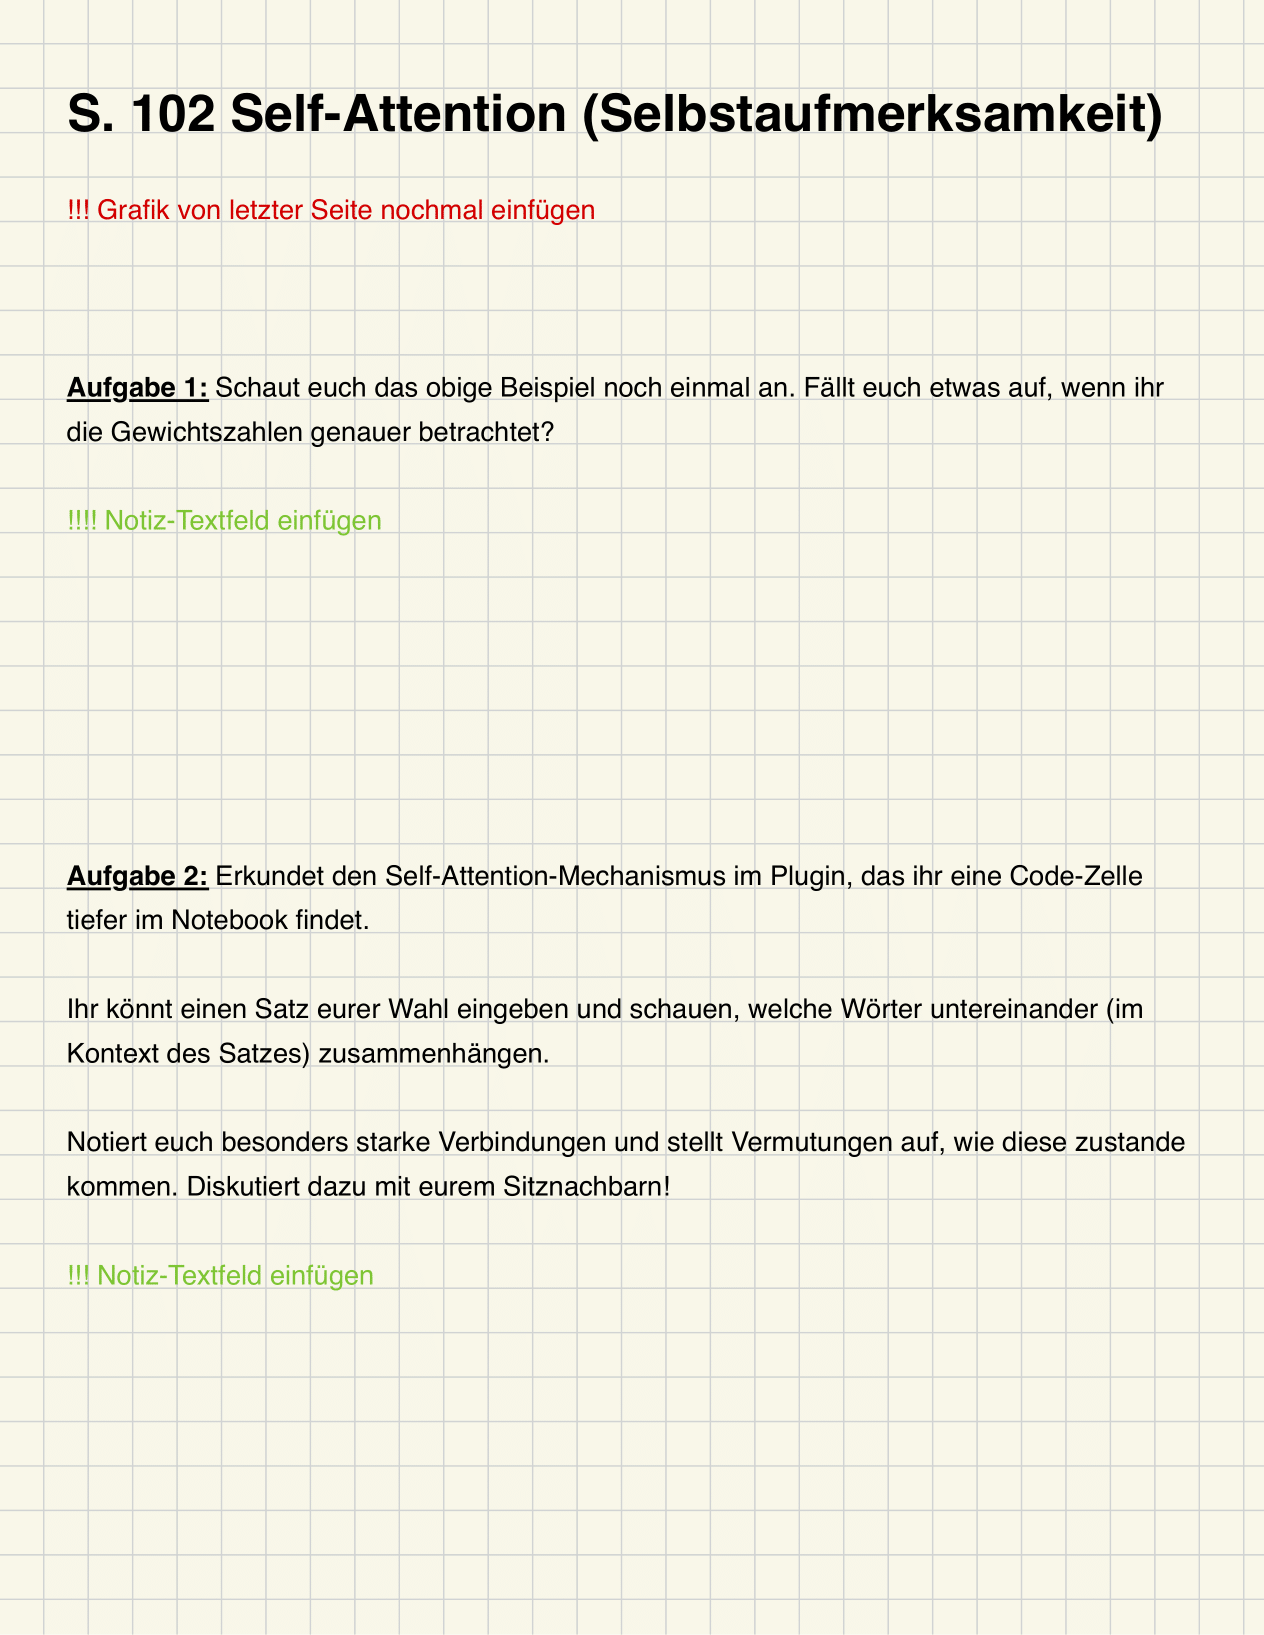 S. 102 Self-Attention (Selbstaufmerksamkeit)
!!! Grafik von letzter Seite nochmal einfügen
Aufgabe 1: Schaut euch das obige Beispiel noch einmal an. Fällt euch etwas auf, wenn ihr
die Gewichtszahlen genauer betrachtet?
!!!! Notiz-Textfeld einfügen
Aufgabe 2: Erkundet den Self-Attention-Mechanismus im Plugin, das ihr eine Code-Zelle
tiefer im Notebook findet.
Ihr könnt einen Satz eurer Wahl eingeben und schauen, welche Wörter untereinander (im
Kontext des Satzes) zusammenhängen.
Notiert euch besonders starke Verbindungen und stellt Vermutungen auf, wie diese zustande
kommen. Diskutiert dazu mit eurem Sitznachbarn!
!!! Notiz-Textfeld einfügen